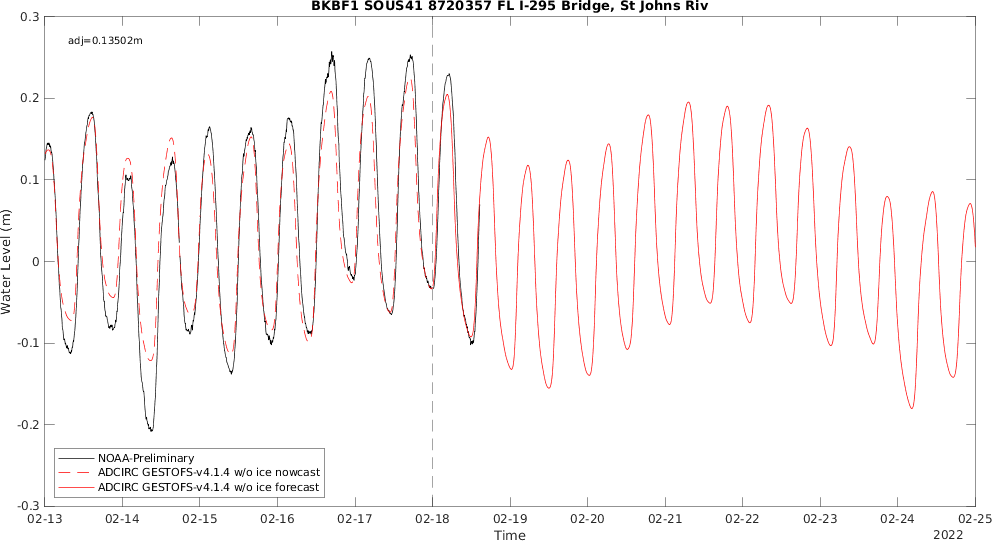 BKBF1 SOUS41 8720357 FL I-295 Bridge, St Johns Riv
adj=0.13502m
0.3
0.2
0.1
0
-0.1
-0.2
-0.3
Water Level (m)
NOAA-Preliminary
ADCIRC GESTOFS-v4.1.4 w/o ice nowcast
ADCIRC GESTOFS-v4.1.4 w/o ice forecast
02-13 02-14 02-15 02-16 02-17 02-18 02-19 02-20 02-21 02-22 02-23 02-24 02-25
Time
2022